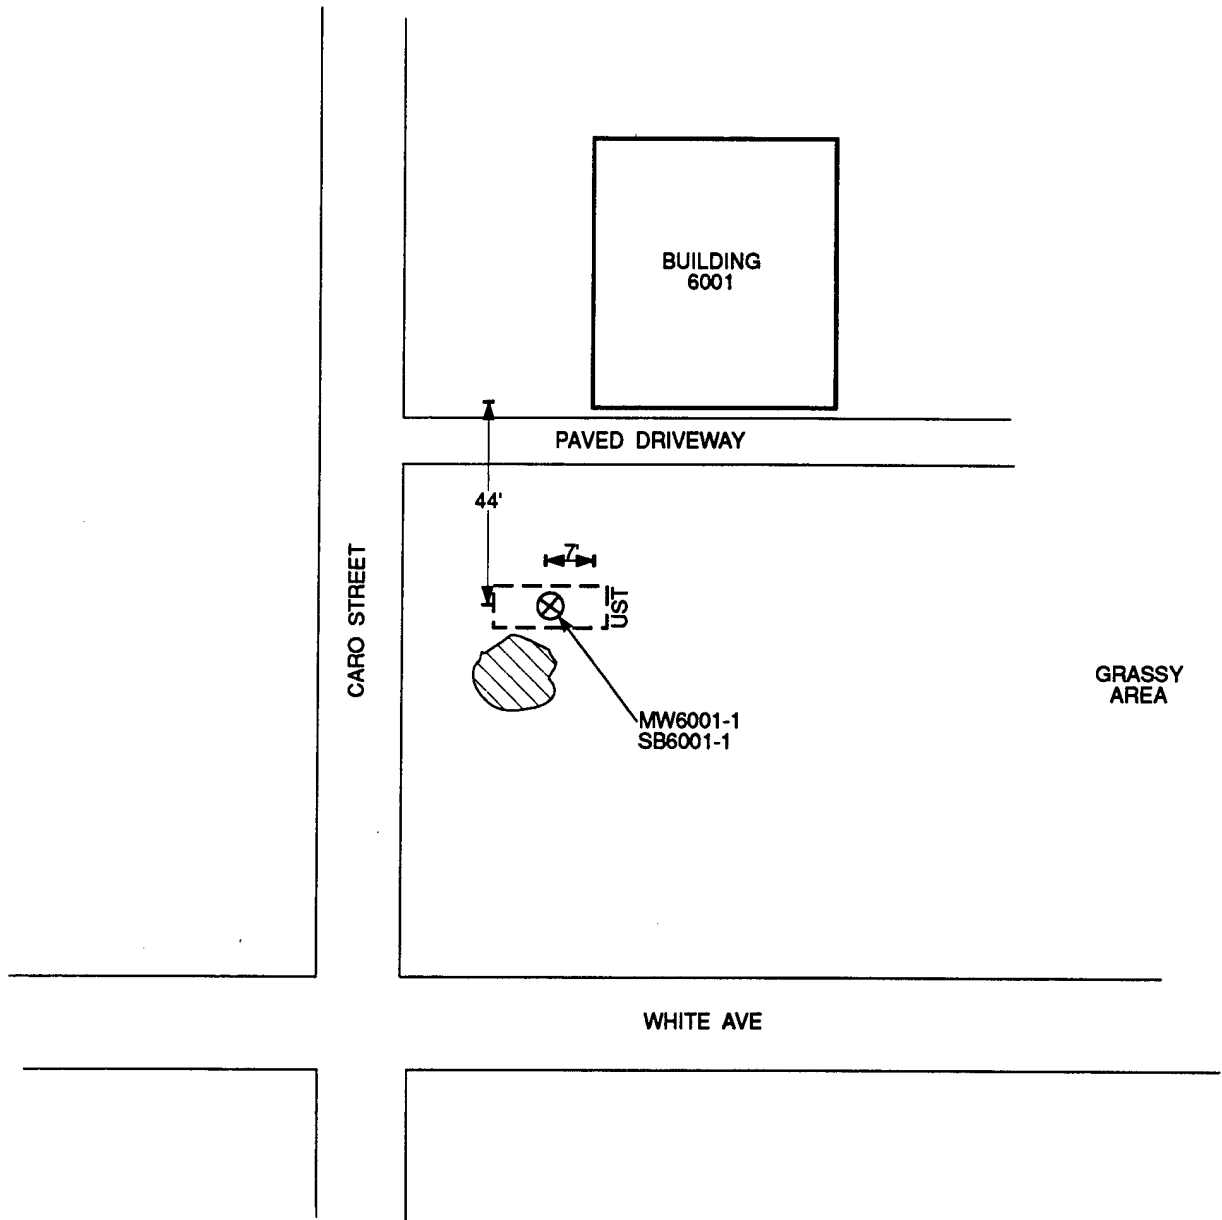 BUILDING
6001
PAVED DRIVEWAY
44'
7'
UST
CARO STREET
GRASSY
AREA
MW6001-1
SB6001-1
WHITE AVE